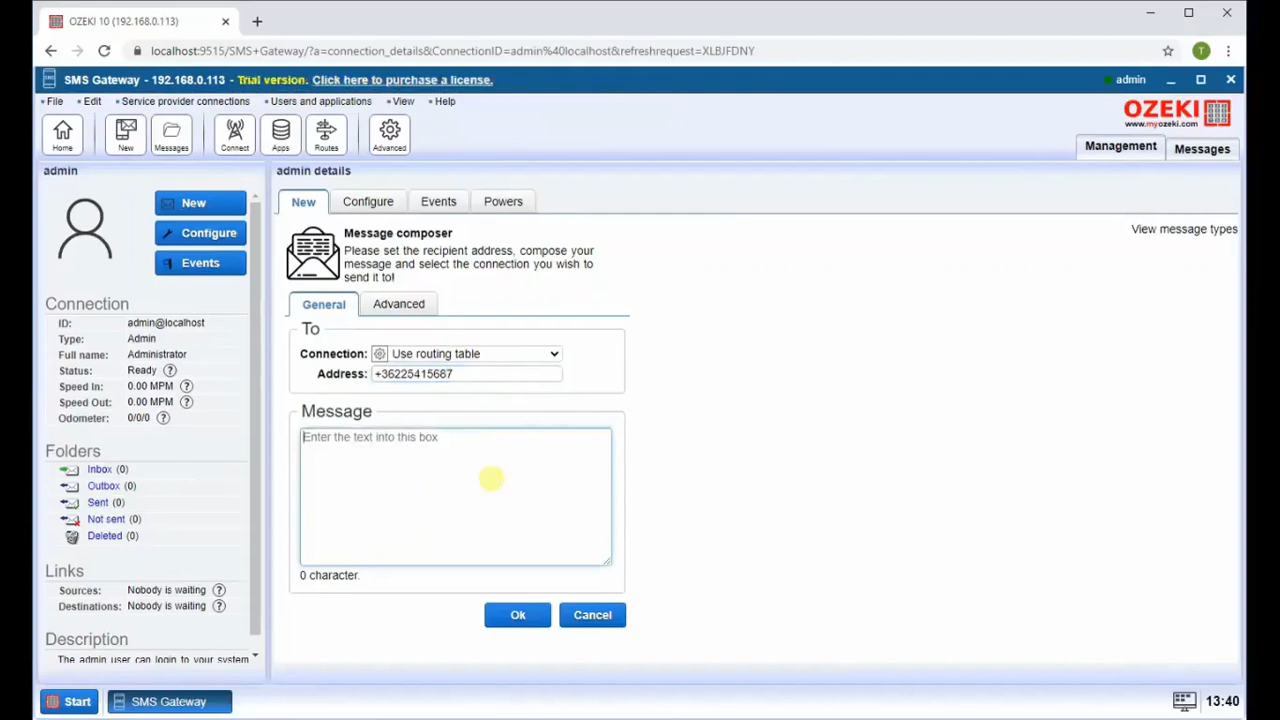 OZEKI 10 (192.168.0.113)
localhost:9515/SMS+Gateway/?a=connection_details&ConnectionID=admin%40localhost&refreshrequest=XLBJFDNY
T
SMS
SMS Gateway - 192.168.0.113 - Trial version. Click here to purchase a license.
admin
File Edit Service provider connections Users and applications View Help
OZEKI
www.myozeki.com
Home New Messages Connect Apps Routes Advanced
Management Messages
admin
admin details
New Configure Events Powers
New
Configure
Events
Message composer
Please set the recipient address, compose your
message and select the connection you wish to
send it to!
View message types
General Advanced
To
Connection: Use routing table
Address: +36225415687
Message
Enter the text into this box
0 character.
Ok Cancel
Connection
ID: admin@localhost
Type: Admin
Full name: Administrator
Status: Ready ?
Speed In: 0.00 MPM ?
Speed Out: 0.00 MPM ?
Odometer: 0/0/0 ?
Folders
Inbox (0)
Outbox (0)
Sent (0)
Not sent (0)
Deleted (0)
Links
Sources: Nobody is waiting ?
Destinations: Nobody is waiting ?
Description
The admin user can login to your system
Start SMS Gateway 13:40